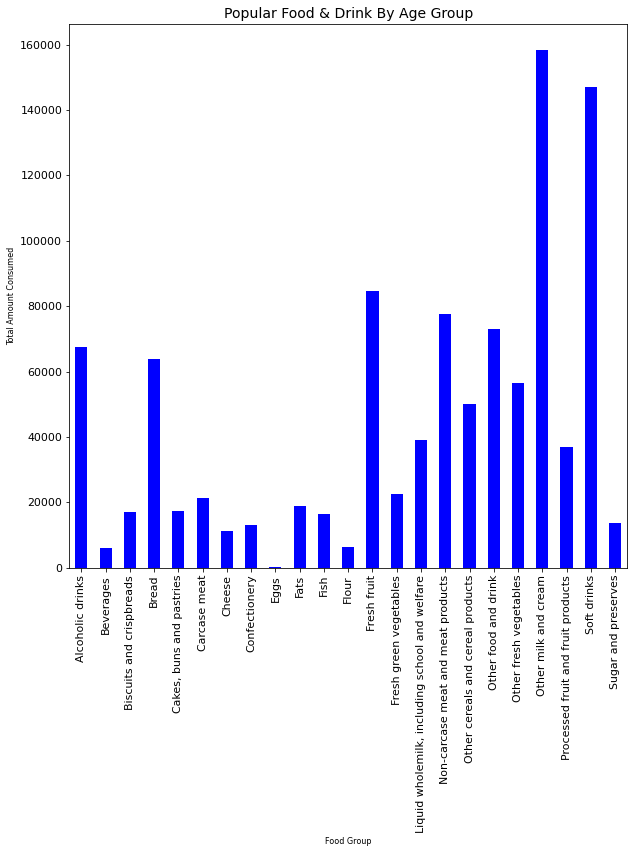 Popular Food & Drink By Age Group
Total Amount Consumed
160000
140000
120000
100000
80000
60000
40000
20000
0
Alcoholic drinks
Beverages
Biscuits and crispbreads
Bread
Cakes, buns and pastries
Carcase meat
Cheese
Confectionery
Eggs
Fats
Fish
Flour
Fresh fruit
Fresh green vegetables
Liquid wholemilk, including school and welfare
Non-carcase meat and meat products
Other cereals and cereal products
Other food and drink
Other fresh vegetables
Other milk and cream
Processed fruit and fruit products
Soft drinks
Sugar and preserves
Food Group